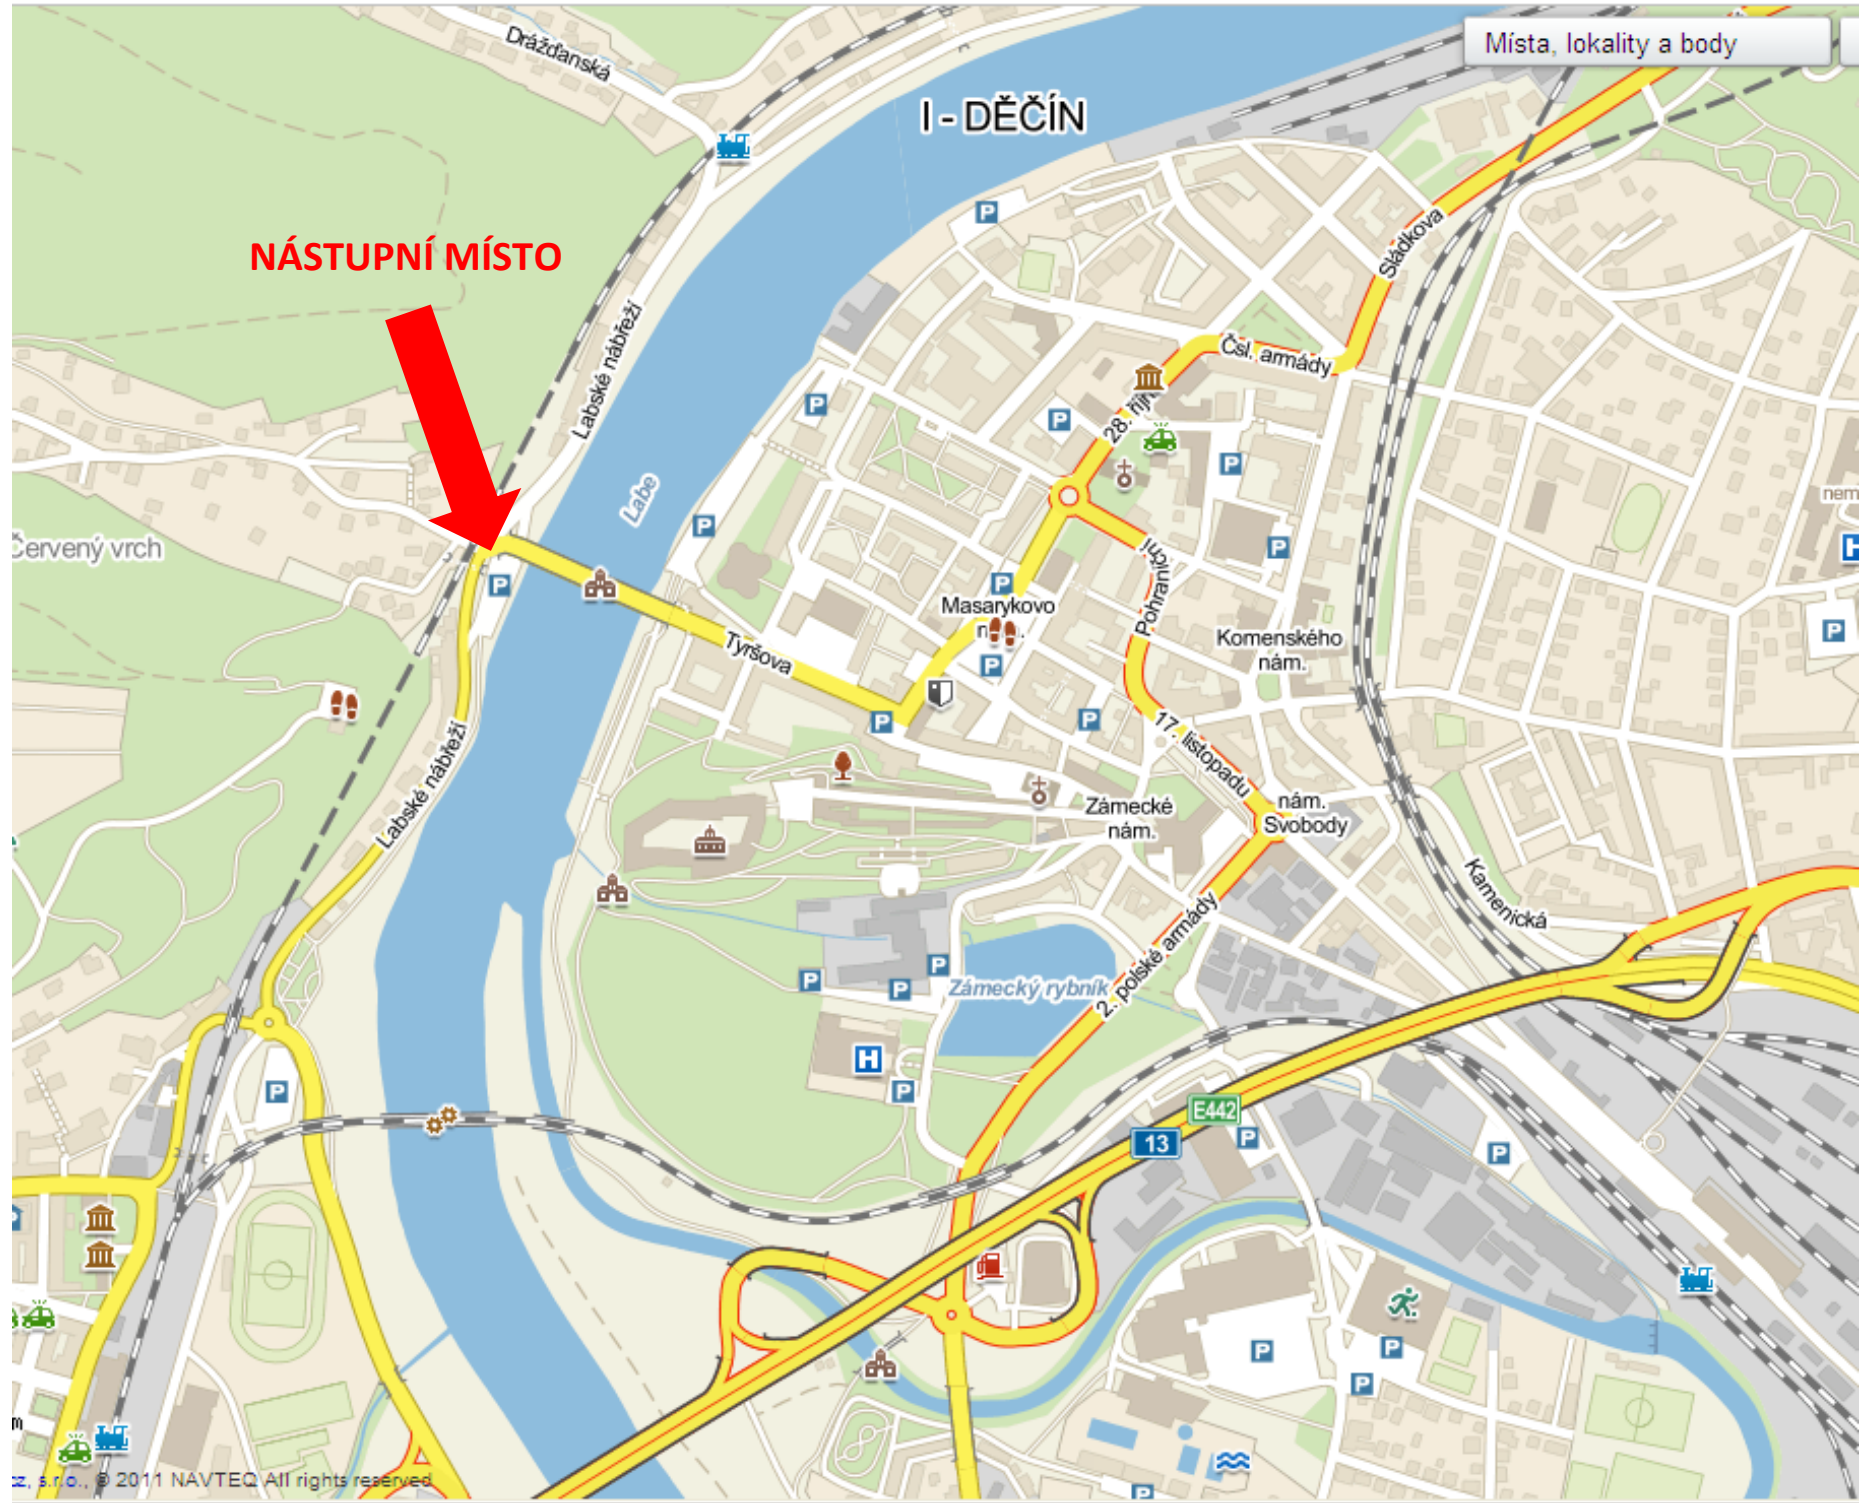 Drážďanská
Místa, lokality a body
I - DĚČÍN
NÁSTUPNÍ MÍSTO
Sládkova
Labské nábřeží
Čsl. armády
28.
Labe
nem
H
Červený vrch
P
P
P
P
P
P
P
P
P
P
P
P
Pohraniční
Masarykovo
Komenského
nám.
Tyršova
17. listopadu
Labské nábřeží
Zámecké
nám.
nám.
Svobody
Kamenická
2. polské armády
Zámecký rybník
P
P
P
H
P
P
E442
13
P
P
P
P
P
P
cz, s.r.o., © 2011 NAVTEQ All rights reserved